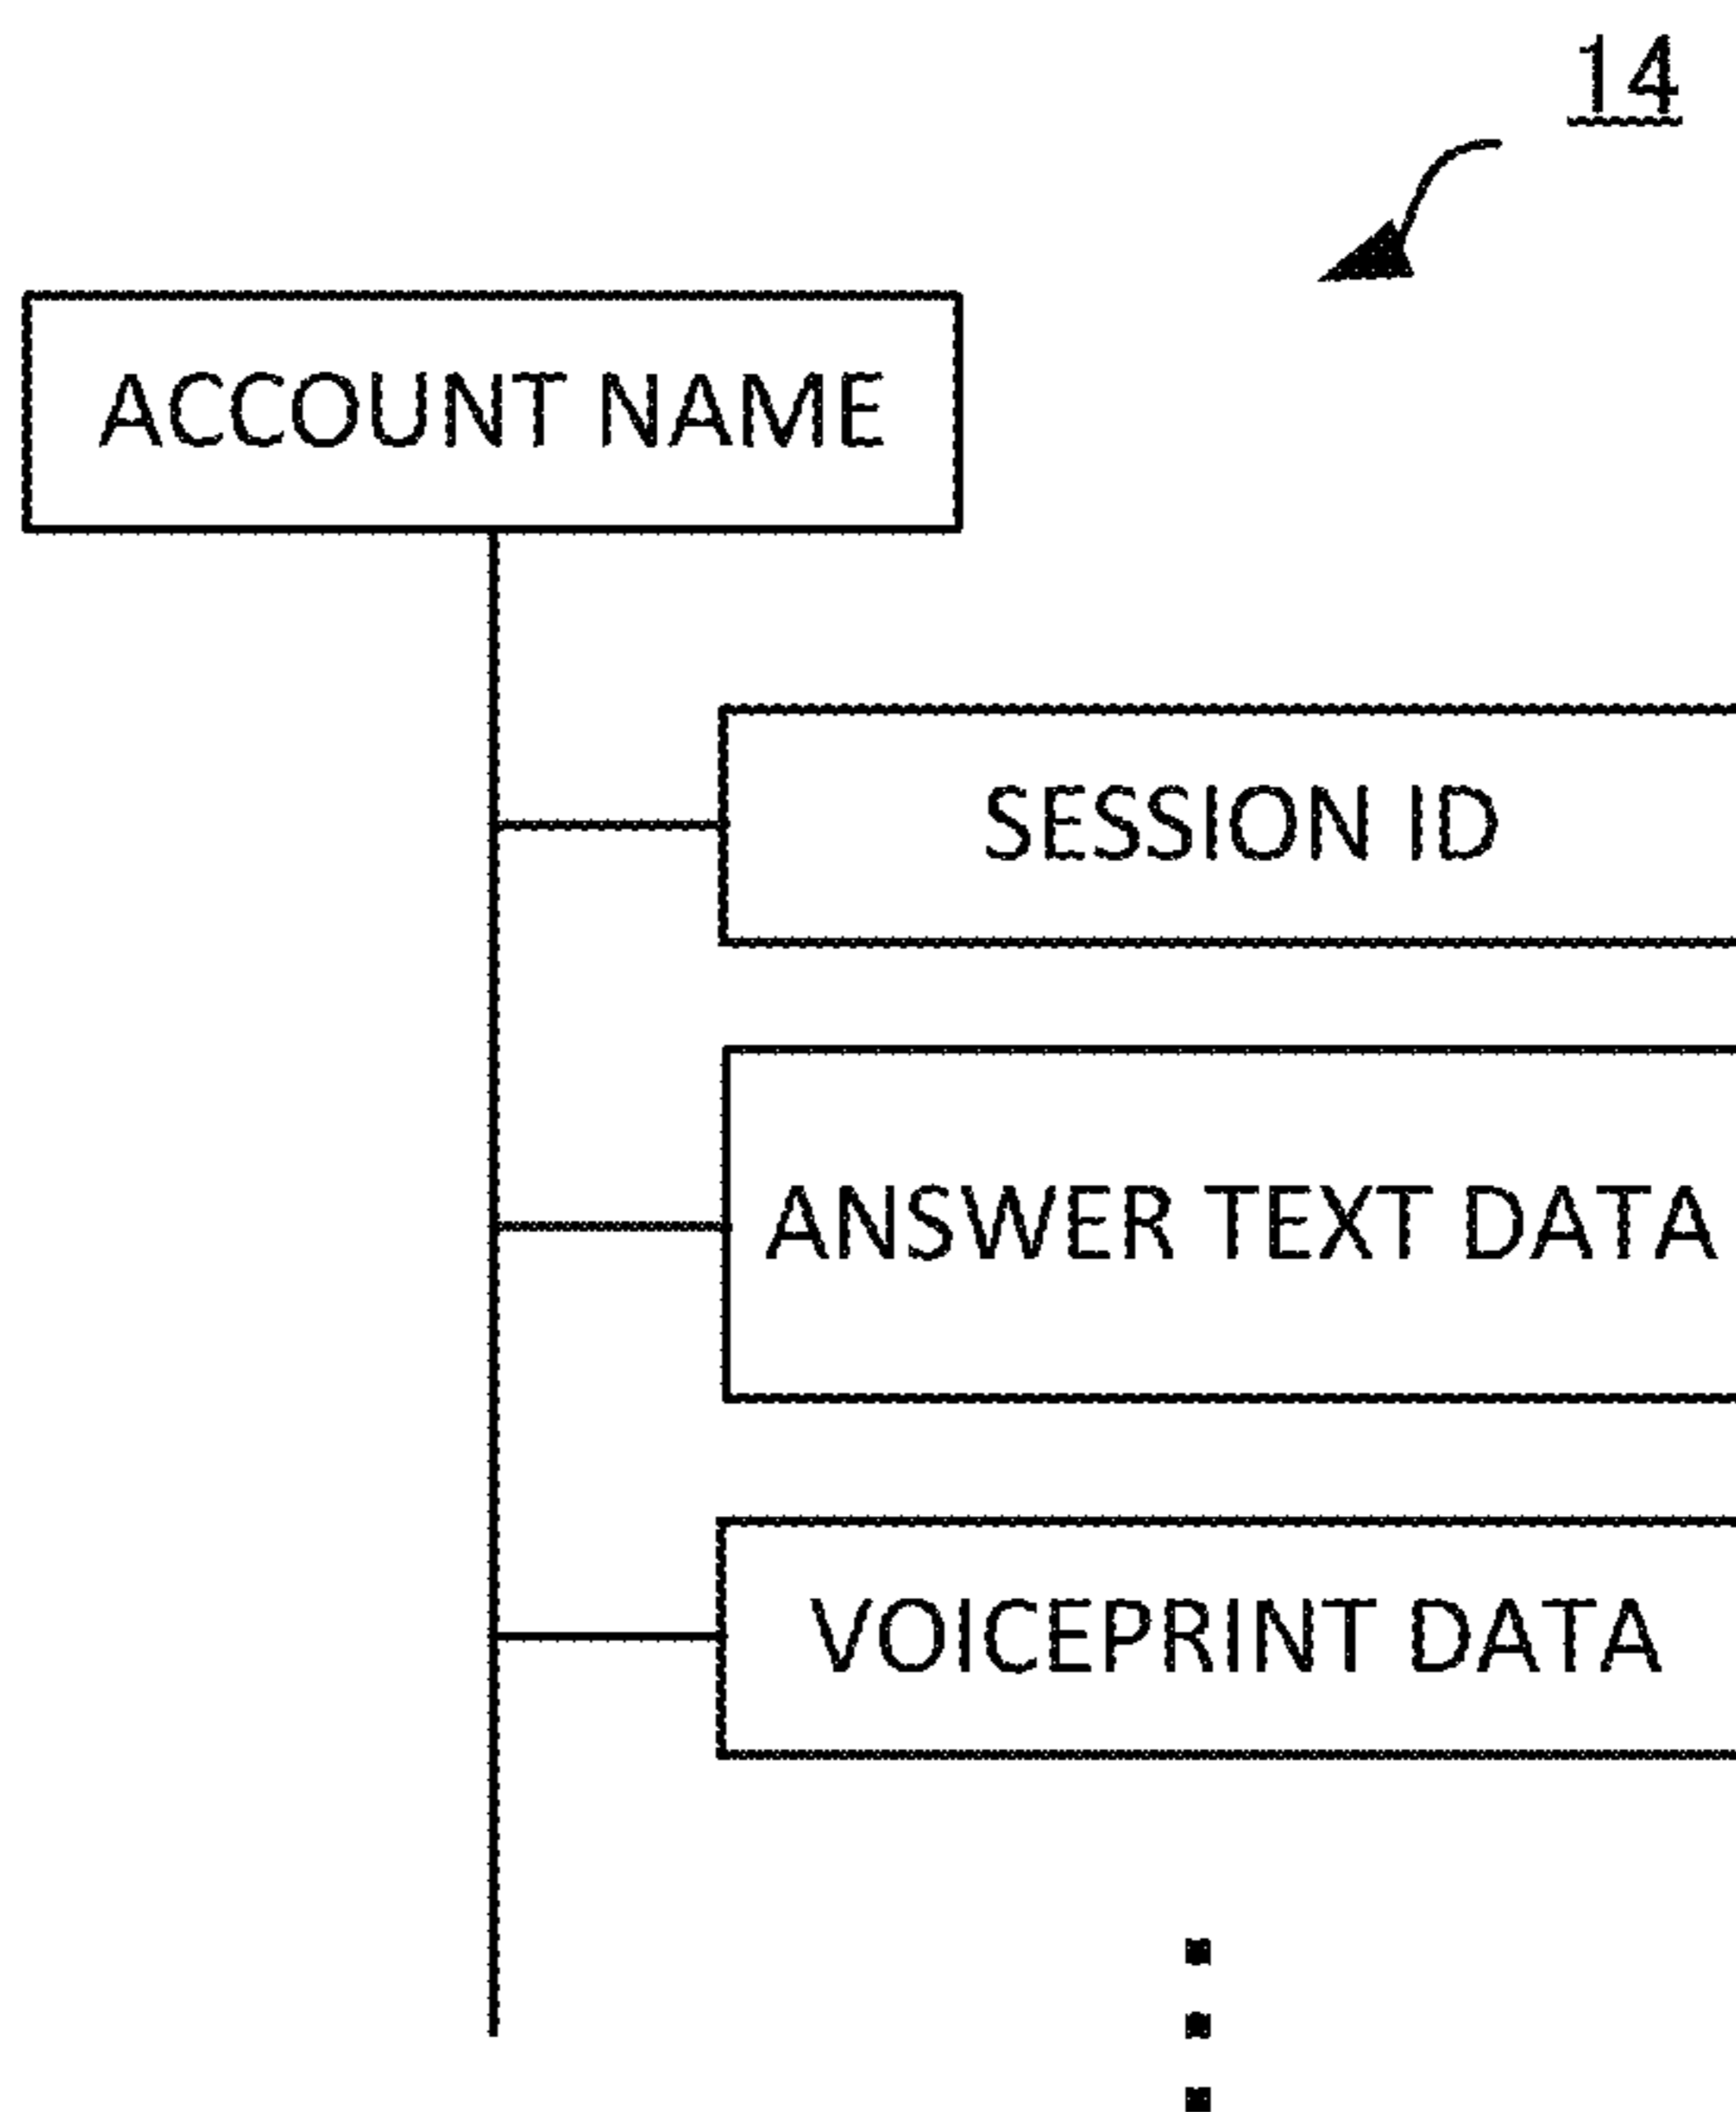 14
ACCOUNT NAME
SESSION ID
ANSWER TEXT DATA
VOICEPRINT DATA